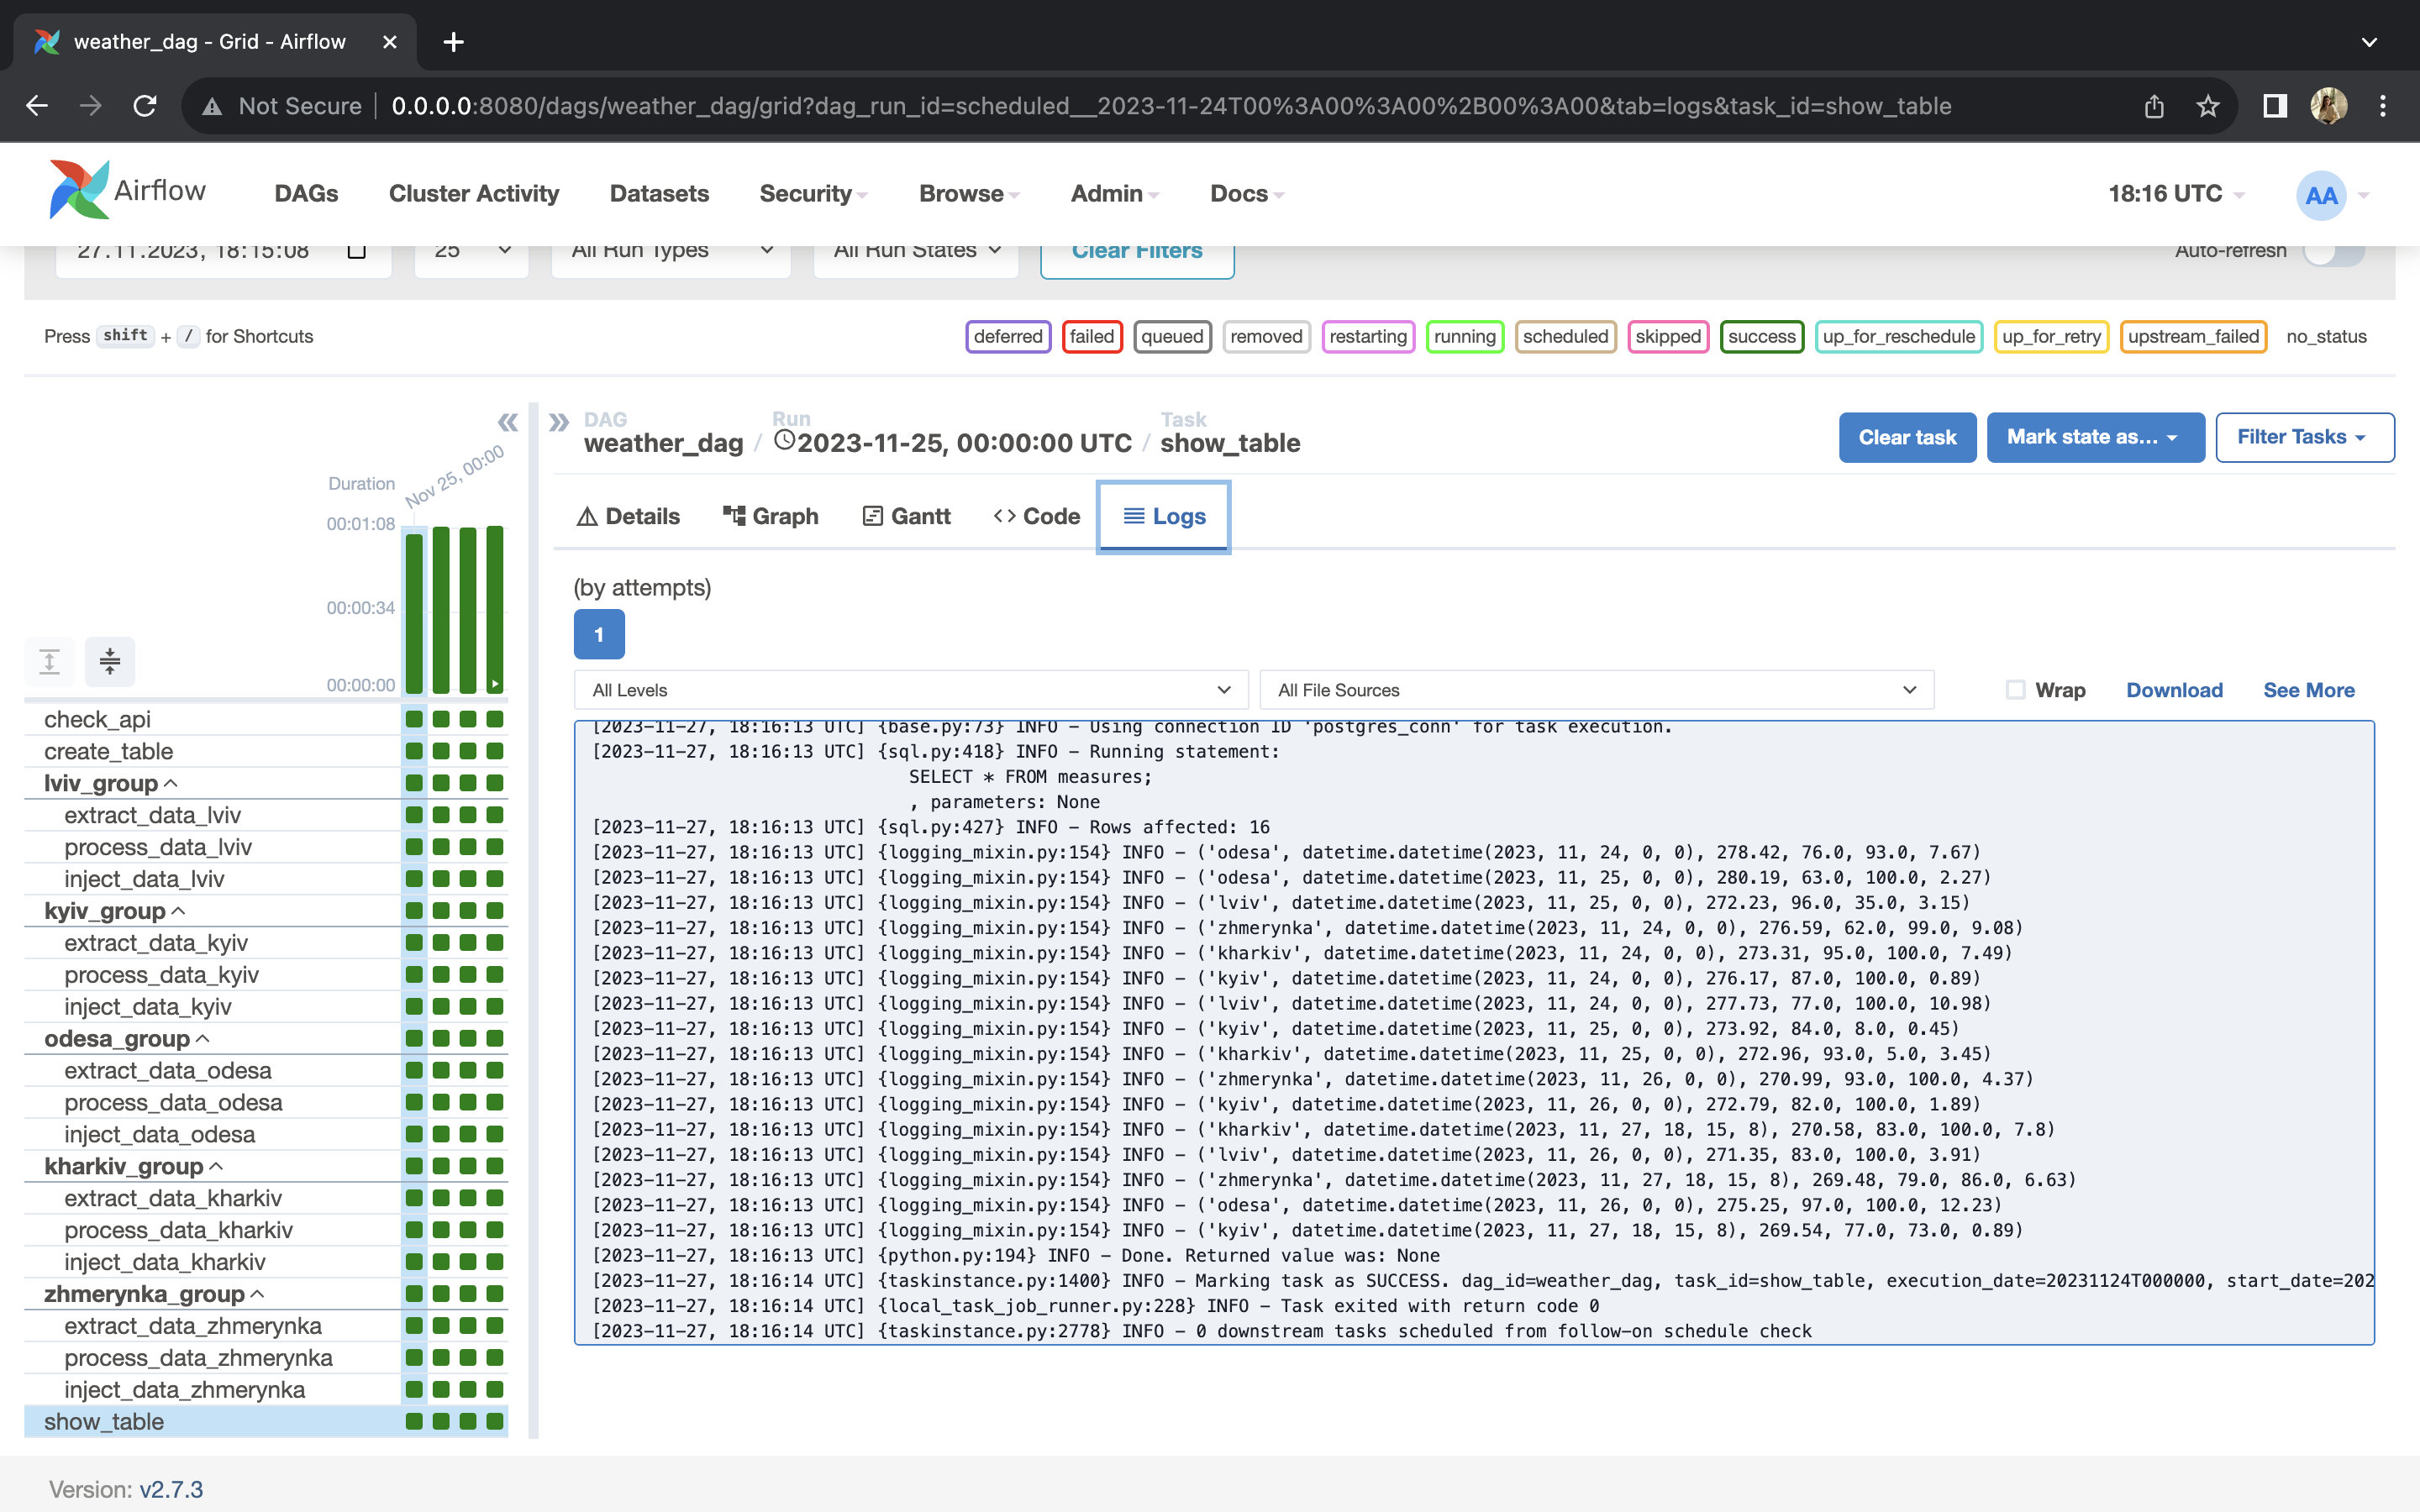 weather_dag - Grid - Airflow
Not Secure 0.0.0.0:8080/dags/weather_dag/grid?dag_run_id=scheduled__2023-11-24T00%3A00%3A00%2B00%3A00&tab=logs&task_id=show_table
Airflow DAGs Cluster Activity Datasets Security Browse Admin Docs 18:16 UTC AA
27.11.2023, 18:15:08 25 All Run Types All Run States Clear Filters Auto-refresh
Press shift + / for Shortcuts deferred failed queued removed restarting running scheduled skipped success up_for_reschedule up_for_retry upstream_failed no_status
DAG Run Task
weather_dag / 2023-11-25, 00:00:00 UTC / show_table
Clear task Mark state as... Filter Tasks
Nov 25, 00:00
Duration
00:01:08
00:00:34
00:00:00
check_api
create_table
lviv_group
extract_data_lviv
process_data_lviv
inject_data_lviv
kyiv_group
extract_data_kyiv
process_data_kyiv
inject_data_kyiv
odesa_group
extract_data_odesa
process_data_odesa
inject_data_odesa
kharkiv_group
extract_data_kharkiv
process_data_kharkiv
inject_data_kharkiv
zhmerynka_group
extract_data_zhmerynka
process_data_zhmerynka
inject_data_zhmerynka
show_table
Details Graph Gantt Code Logs
(by attempts)
1
All Levels All File Sources Wrap Download See More
[2023-11-27, 18:16:13 UTC] {base.py:73} INFO - Using connection ID 'postgres_conn' for task execution.
[2023-11-27, 18:16:13 UTC] {sql.py:418} INFO - Running statement:
SELECT * FROM measures;
, parameters: None
[2023-11-27, 18:16:13 UTC] {sql.py:427} INFO - Rows affected: 16
[2023-11-27, 18:16:13 UTC] {logging_mixin.py:154} INFO - ('odesa', datetime.datetime(2023, 11, 24, 0, 0), 278.42, 76.0, 93.0, 7.67)
[2023-11-27, 18:16:13 UTC] {logging_mixin.py:154} INFO - ('odesa', datetime.datetime(2023, 11, 25, 0, 0), 280.19, 63.0, 100.0, 2.27)
[2023-11-27, 18:16:13 UTC] {logging_mixin.py:154} INFO - ('lviv', datetime.datetime(2023, 11, 25, 0, 0), 272.23, 96.0, 35.0, 3.15)
[2023-11-27, 18:16:13 UTC] {logging_mixin.py:154} INFO - ('zhmerynka', datetime.datetime(2023, 11, 24, 0, 0), 276.59, 62.0, 99.0, 9.08)
[2023-11-27, 18:16:13 UTC] {logging_mixin.py:154} INFO - ('kharkiv', datetime.datetime(2023, 11, 24, 0, 0), 273.31, 95.0, 100.0, 7.49)
[2023-11-27, 18:16:13 UTC] {logging_mixin.py:154} INFO - ('kyiv', datetime.datetime(2023, 11, 24, 0, 0), 276.17, 87.0, 100.0, 0.89)
[2023-11-27, 18:16:13 UTC] {logging_mixin.py:154} INFO - ('lviv', datetime.datetime(2023, 11, 24, 0, 0), 277.73, 77.0, 100.0, 10.98)
[2023-11-27, 18:16:13 UTC] {logging_mixin.py:154} INFO - ('kyiv', datetime.datetime(2023, 11, 25, 0, 0), 273.92, 84.0, 8.0, 0.45)
[2023-11-27, 18:16:13 UTC] {logging_mixin.py:154} INFO - ('kharkiv', datetime.datetime(2023, 11, 25, 0, 0), 272.96, 93.0, 5.0, 3.45)
[2023-11-27, 18:16:13 UTC] {logging_mixin.py:154} INFO - ('zhmerynka', datetime.datetime(2023, 11, 26, 0, 0), 270.99, 93.0, 100.0, 4.37)
[2023-11-27, 18:16:13 UTC] {logging_mixin.py:154} INFO - ('kyiv', datetime.datetime(2023, 11, 26, 0, 0), 272.79, 82.0, 100.0, 1.89)
[2023-11-27, 18:16:13 UTC] {logging_mixin.py:154} INFO - ('kharkiv', datetime.datetime(2023, 11, 27, 18, 15, 8), 270.58, 83.0, 100.0, 7.8)
[2023-11-27, 18:16:13 UTC] {logging_mixin.py:154} INFO - ('lviv', datetime.datetime(2023, 11, 26, 0, 0), 271.35, 83.0, 100.0, 3.91)
[2023-11-27, 18:16:13 UTC] {logging_mixin.py:154} INFO - ('zhmerynka', datetime.datetime(2023, 11, 27, 18, 15, 8), 269.48, 79.0, 86.0, 6.63)
[2023-11-27, 18:16:13 UTC] {logging_mixin.py:154} INFO - ('odesa', datetime.datetime(2023, 11, 26, 0, 0), 275.25, 97.0, 100.0, 12.23)
[2023-11-27, 18:16:13 UTC] {logging_mixin.py:154} INFO - ('kyiv', datetime.datetime(2023, 11, 27, 18, 15, 8), 269.54, 77.0, 73.0, 0.89)
[2023-11-27, 18:16:13 UTC] {python.py:194} INFO - Done. Returned value was: None
[2023-11-27, 18:16:14 UTC] {taskinstance.py:1400} INFO - Marking task as SUCCESS. dag_id=weather_dag, task_id=show_table, execution_date=20231124T000000, start_date=202
[2023-11-27, 18:16:14 UTC] {local_task_job_runner.py:228} INFO - Task exited with return code 0
[2023-11-27, 18:16:14 UTC] {taskinstance.py:2778} INFO - 0 downstream tasks scheduled from follow-on schedule check
Version: v2.7.3